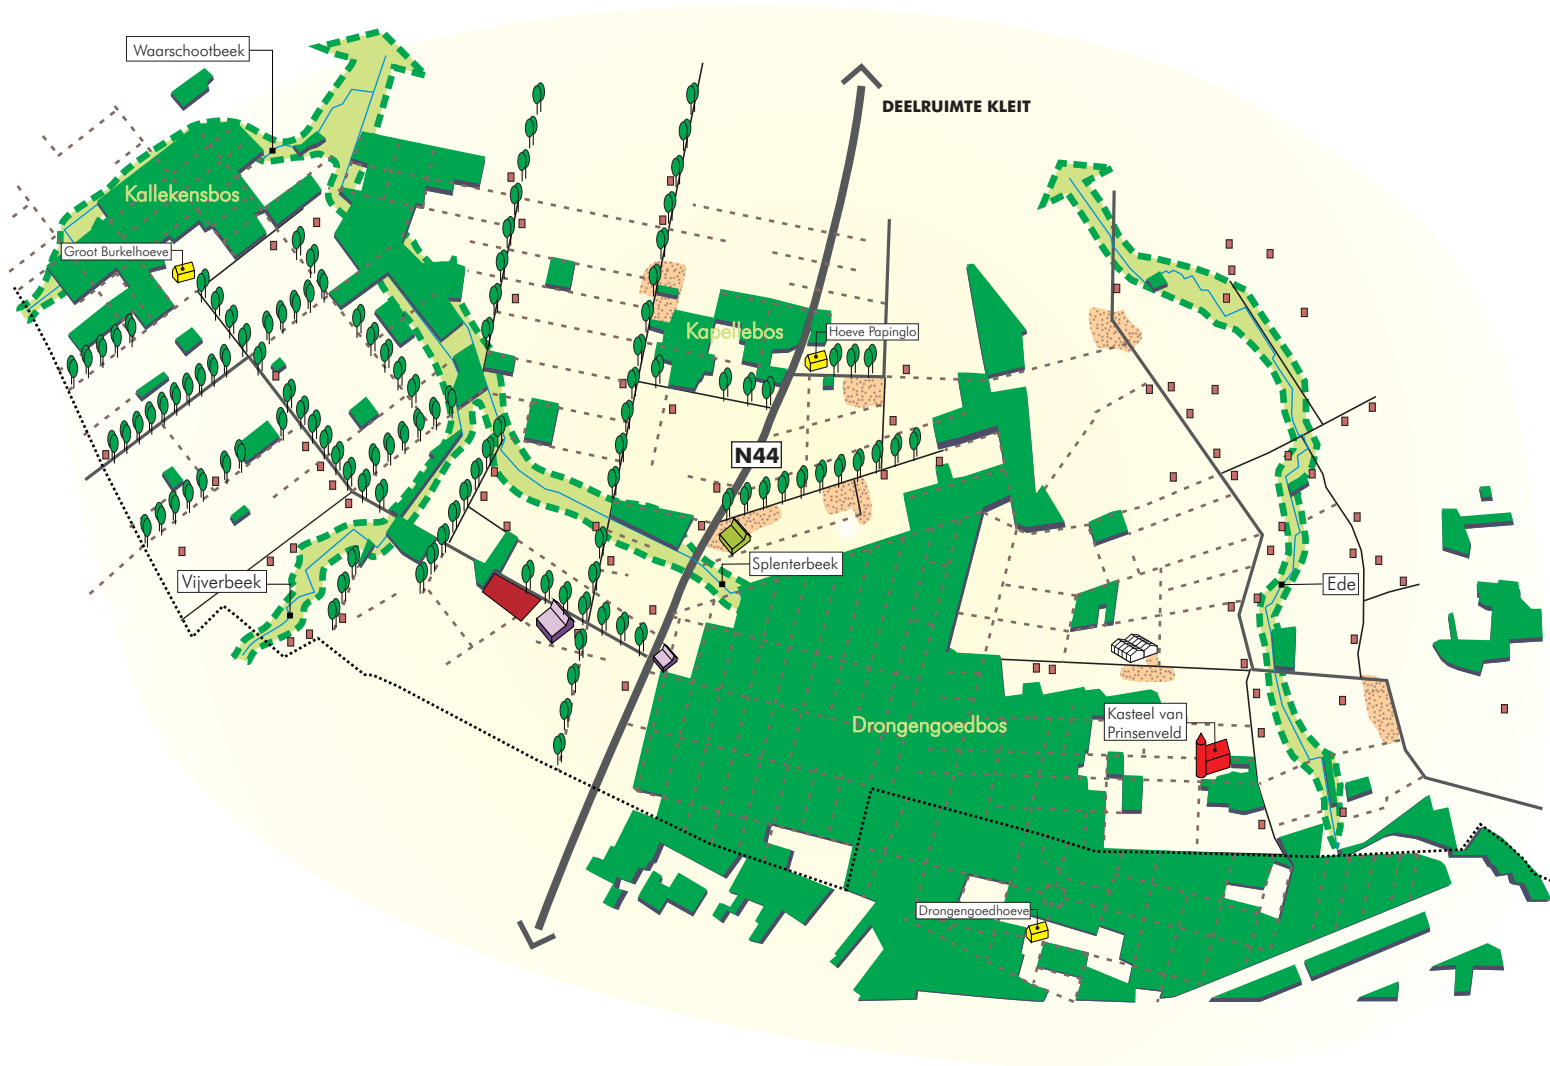 Waarschootbeek
DEELRUIMTE KLEIT
Kallekensbos
Groot Burkelhoeve
Kapellebos
Hoeve Papinglo
N44
Splenterbeek
Vijverbeek
Ede
Kasteel van
Prinsenveld
Drongengoedbos
Drongengoedhoeve